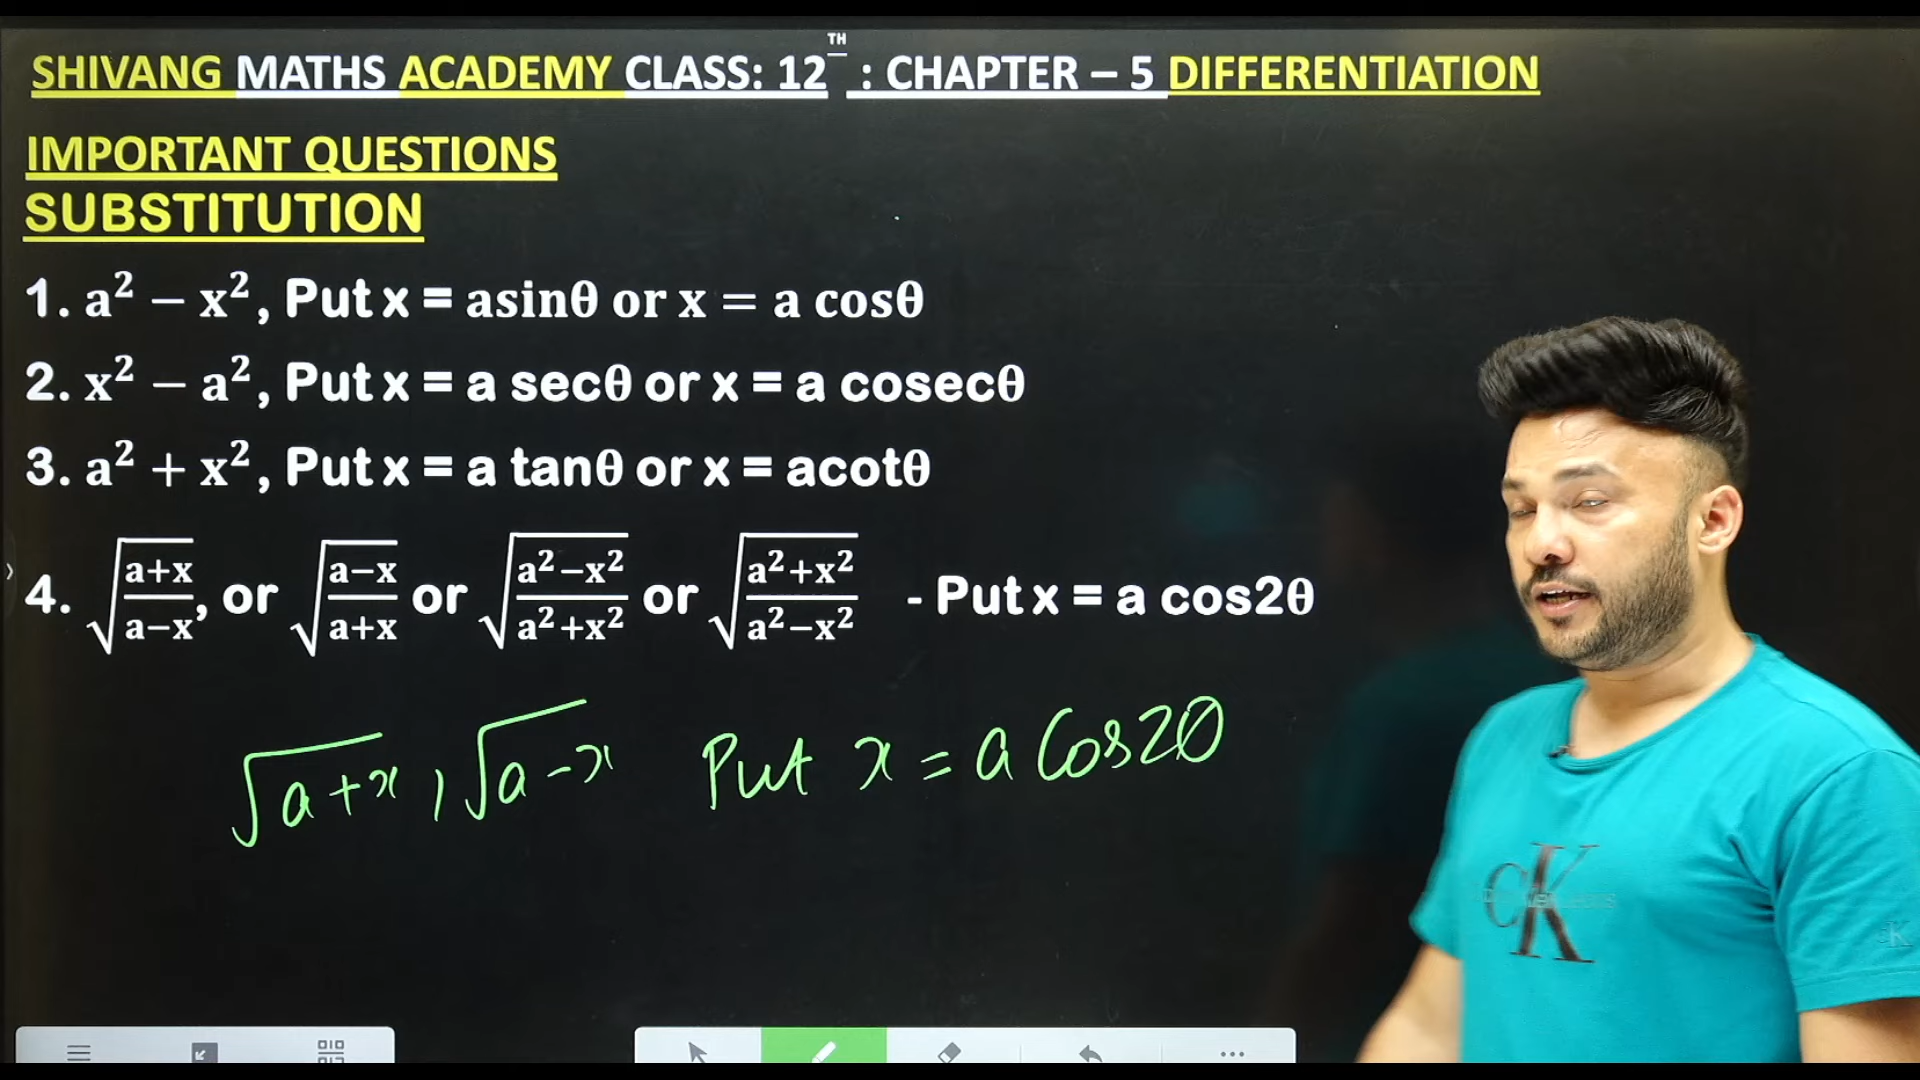 SHIVANG MATHS ACADEMY CLASS: 12TH : CHAPTER – 5 DIFFERENTIATION
IMPORTANT QUESTIONS
SUBSTITUTION
1. a² − x², Put x = asinθ or x = a cosθ
2. x² − a², Put x = a secθ or x = a cosecθ
3. a² + x², Put x = a tanθ or x = acotθ
4. √((a+x)/(a−x)), or √((a−x)/(a+x)) or √((a²−x²)/(a²+x²)) or √((a²+x²)/(a²−x²)) - Put x = a cos2θ
√(a+x) , √(a−x) Put x = a Cos2θ
CK
CK